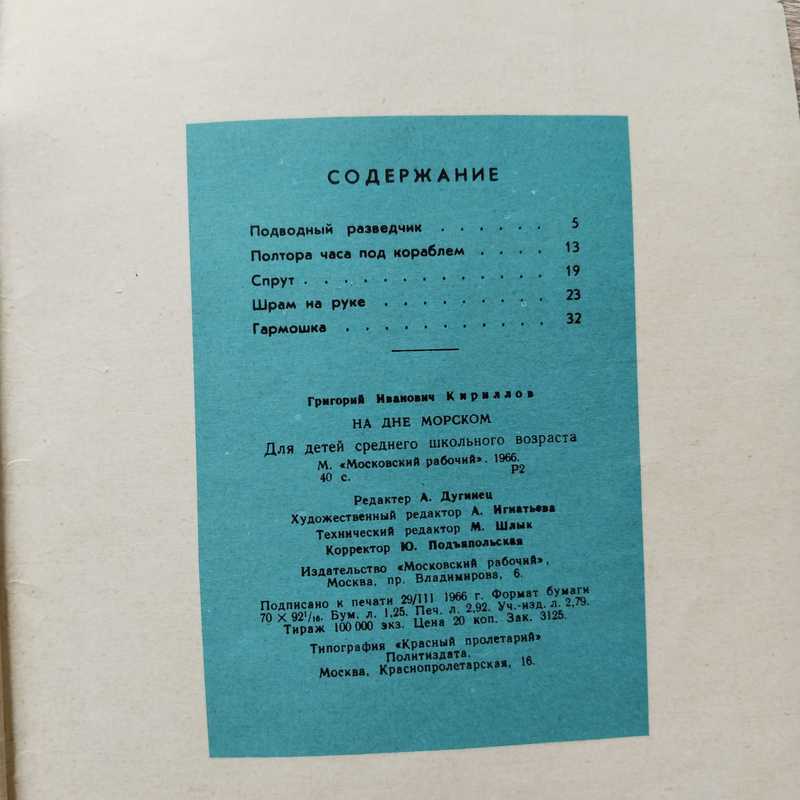 СОДЕРЖАНИЕ
Подводный разведчик . . . . . . 5
Полтора часа под кораблем . . . . 13
Спрут . . . . . . . . . . . . . 19
Шрам на руке . . . . . . . . . 23
Гармошка . . . . . . . . . . . 32
Григорий Иванович Кириллов
НА ДНЕ МОРСКОМ
Для детей среднего школьного возраста
М. «Московский рабочий». 1966.
40 с. Р2
Редактор А. Дугинец
Художественный редактор А. Игнатьева
Технический редактор М. Шлык
Корректор Ю. Подъяпольская
Издательство «Московский рабочий»,
Москва, пр. Владимирова, 6.
Подписано к печати 29/III 1966 г. Формат бумаги
70 × 92¹/₁₆. Бум. л. 1,25. Печ. л. 2,92. Уч.-изд. л. 2,79.
Тираж 100 000 экз. Цена 20 коп. Зак. 3125.
Типография «Красный пролетарий»
Политиздата.
Москва, Краснопролетарская, 16.